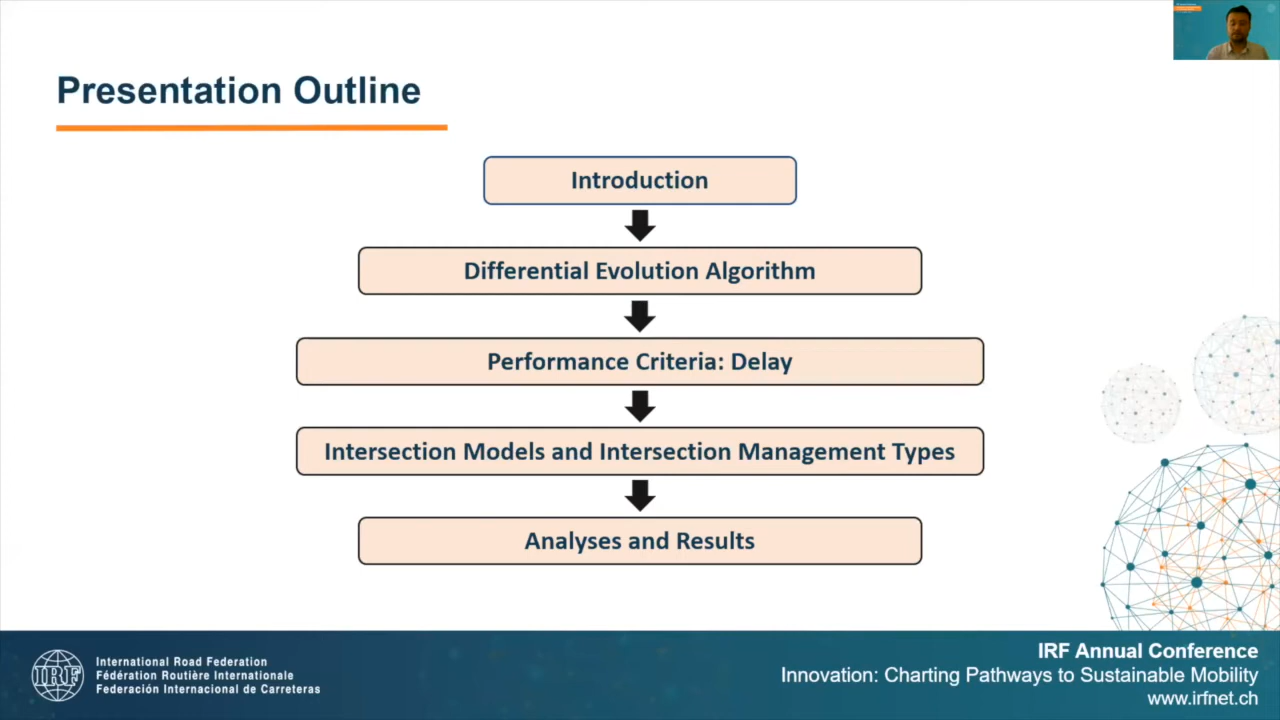 Presentation Outline
Introduction
Differential Evolution Algorithm
Performance Criteria: Delay
Intersection Models and Intersection Management Types
Analyses and Results
IRF
International Road Federation
Fédération Routière Internationale
Federación Internacional de Carreteras
IRF Annual Conference
Innovation: Charting Pathways to Sustainable Mobility
www.irfnet.ch